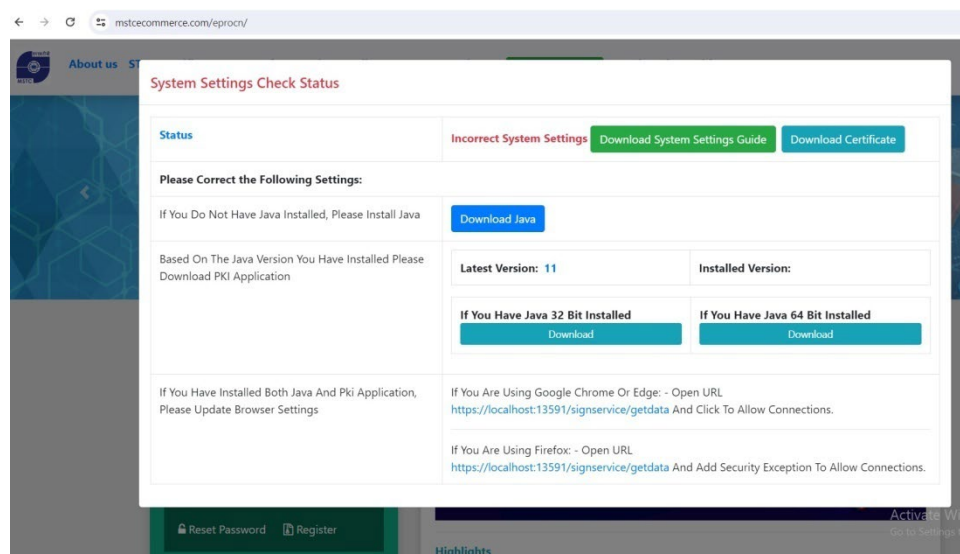 mstcecommerce.com/eprocn/
MSTC
About us ST
System Settings Check Status
Status
Incorrect System Settings Download System Settings Guide Download Certificate
Please Correct the Following Settings:
If You Do Not Have Java Installed, Please Install Java
Download Java
Based On The Java Version You Have Installed Please
Download PKI Application
Latest Version: 11
Installed Version:
If You Have Java 32 Bit Installed
Download
If You Have Java 64 Bit Installed
Download
If You Have Installed Both Java And Pki Application,
Please Update Browser Settings
If You Are Using Google Chrome Or Edge: - Open URL
https://localhost:13591/signservice/getdata And Click To Allow Connections.
If You Are Using Firefox: - Open URL
https://localhost:13591/signservice/getdata And Add Security Exception To Allow Connections.
Reset Password Register
Highlights
Activate Wi
Go to Settings t